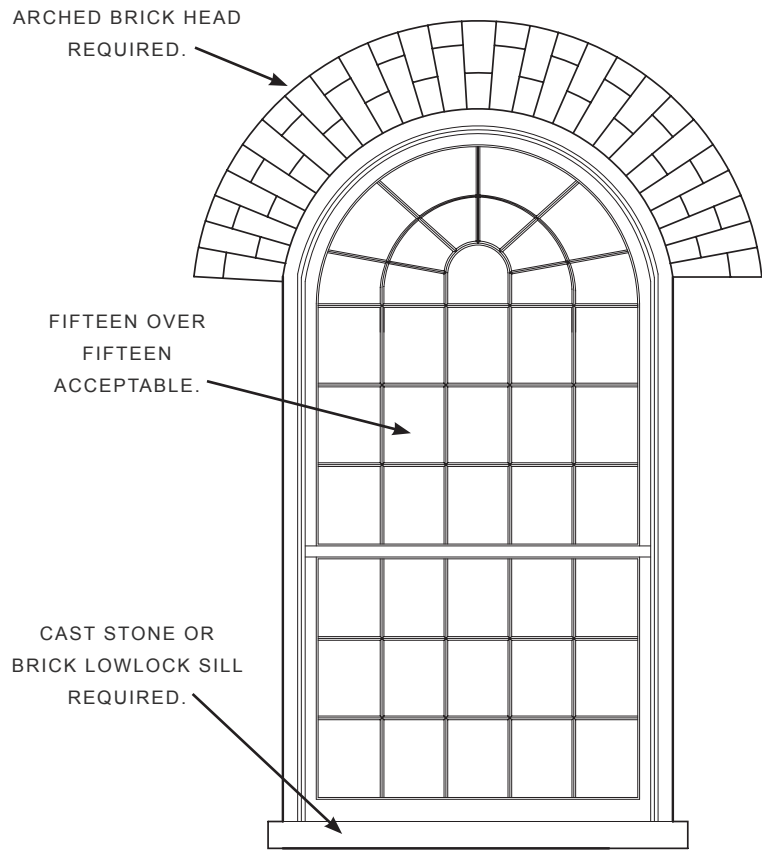 ARCHED BRICK HEAD
REQUIRED.
FIFTEEN OVER
FIFTEEN
ACCEPTABLE.
CAST STONE OR
BRICK LOWLOCK SILL
REQUIRED.